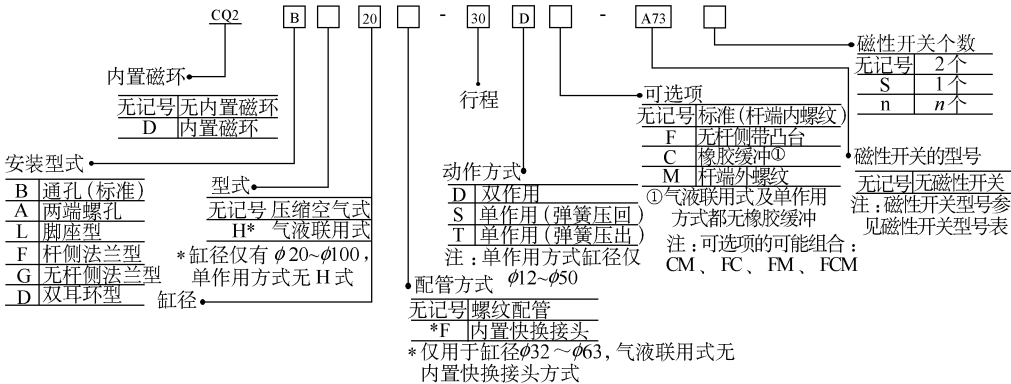 CQ2 B 20 - 30 D - A73
内置磁环
无记号 无内置磁环
D 内置磁环
安装型式
B 通孔(标准)
A 两端螺孔
L 脚座型
F 杆侧法兰型
G 无杆侧法兰型
D 双耳环型
型式
无记号 压缩空气式
H* 气液联用式
*缸径仅有ϕ20~ϕ100,
单作用方式无H式
缸径
配管方式
无记号 螺纹配管
*F 内置快换接头
*仅用于缸径ϕ32～ϕ63,气液联用式无
内置快换接头方式
行程
动作方式
D 双作用
S 单作用(弹簧压回)
T 单作用(弹簧压出)
注:单作用方式缸径仅
ϕ12~ϕ50
可选项
无记号 标准(杆端内螺纹)
F 无杆侧带凸台
C 橡胶缓冲①
M 杆端外螺纹
①气液联用式及单作用
方式都无橡胶缓冲
注:可选项的可能组合:
CM、FC、FM、FCM
磁性开关的型号
无记号 无磁性开关
注:磁性开关型号参
见磁性开关型号表
磁性开关个数
无记号 2个
S 1个
n n个